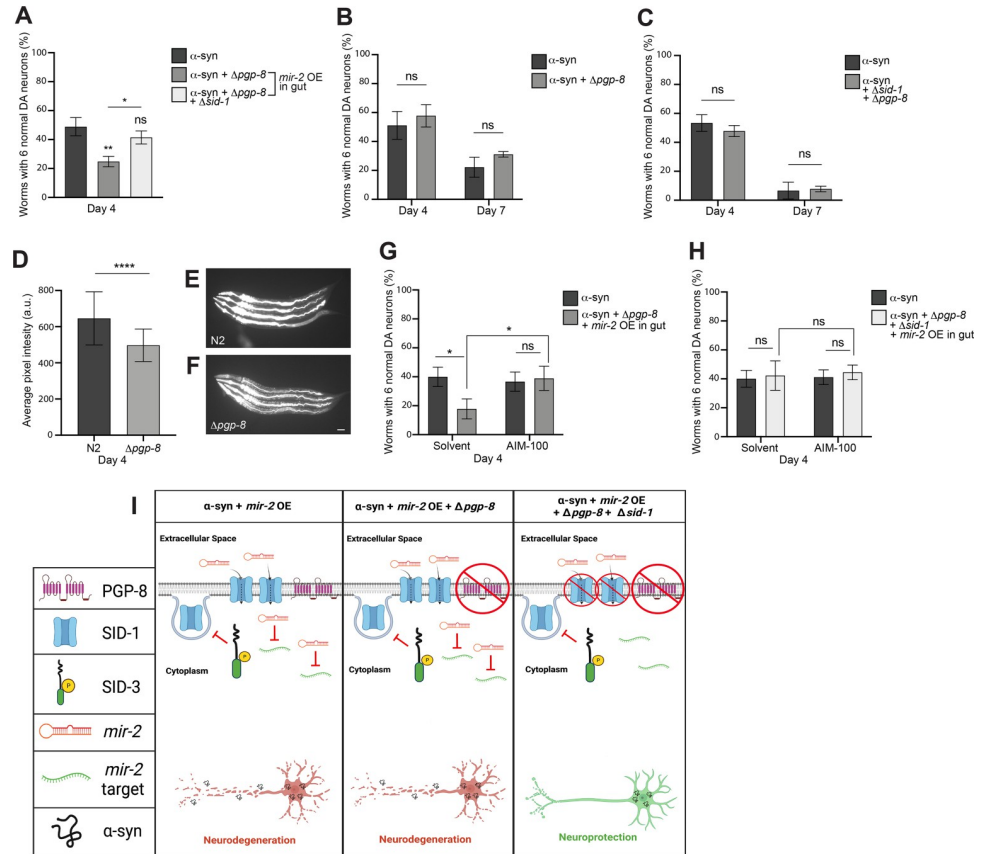 A
Worms with 6 normal DA neurons (%)
100
80
60
40
20
0
**
*
ns
Day 4
α-syn
α-syn + Δpgp-8
α-syn + Δpgp-8
+ Δsid-1
mir-2 OE
in gut
B
Worms with 6 normal DA neurons (%)
100
80
60
40
20
0
ns
ns
Day 4
Day 7
α-syn
α-syn + Δpgp-8
C
Worms with 6 normal DA neurons (%)
100
80
60
40
20
0
ns
ns
Day 4
Day 7
α-syn
α-syn
+ Δsid-1
+ Δpgp-8
D
Average pixel intesity (a.u.)
800
600
400
200
0
****
N2
Δpgp-8
Day 4
E
N2
F
Δpgp-8
G
Worms with 6 normal DA neurons (%)
100
80
60
40
20
0
*
*
ns
Solvent
AIM-100
Day 4
α-syn
α-syn + Δpgp-8
+ mir-2 OE in gut
H
Worms with 6 normal DA neurons (%)
100
80
60
40
20
0
ns
ns
ns
Solvent
AIM-100
Day 4
α-syn
α-syn + Δpgp-8
+ Δsid-1
+ mir-2 OE in gut
I
α-syn + mir-2 OE
α-syn + mir-2 OE + Δpgp-8
α-syn + mir-2 OE
+ Δpgp-8 + Δsid-1
Extracellular Space
Extracellular Space
Extracellular Space
P
P
P
Cytoplasm
Cytoplasm
Cytoplasm
Neurodegeneration
Neurodegeneration
Neuroprotection
PGP-8
SID-1
P
SID-3
mir-2
mir-2
target
α-syn